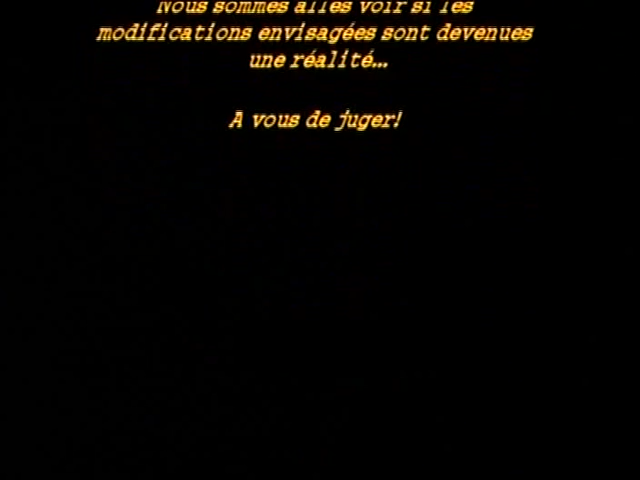 Nous sommes allés voir si les
modifications envisagées sont devenues
une réalité...
A vous de juger!